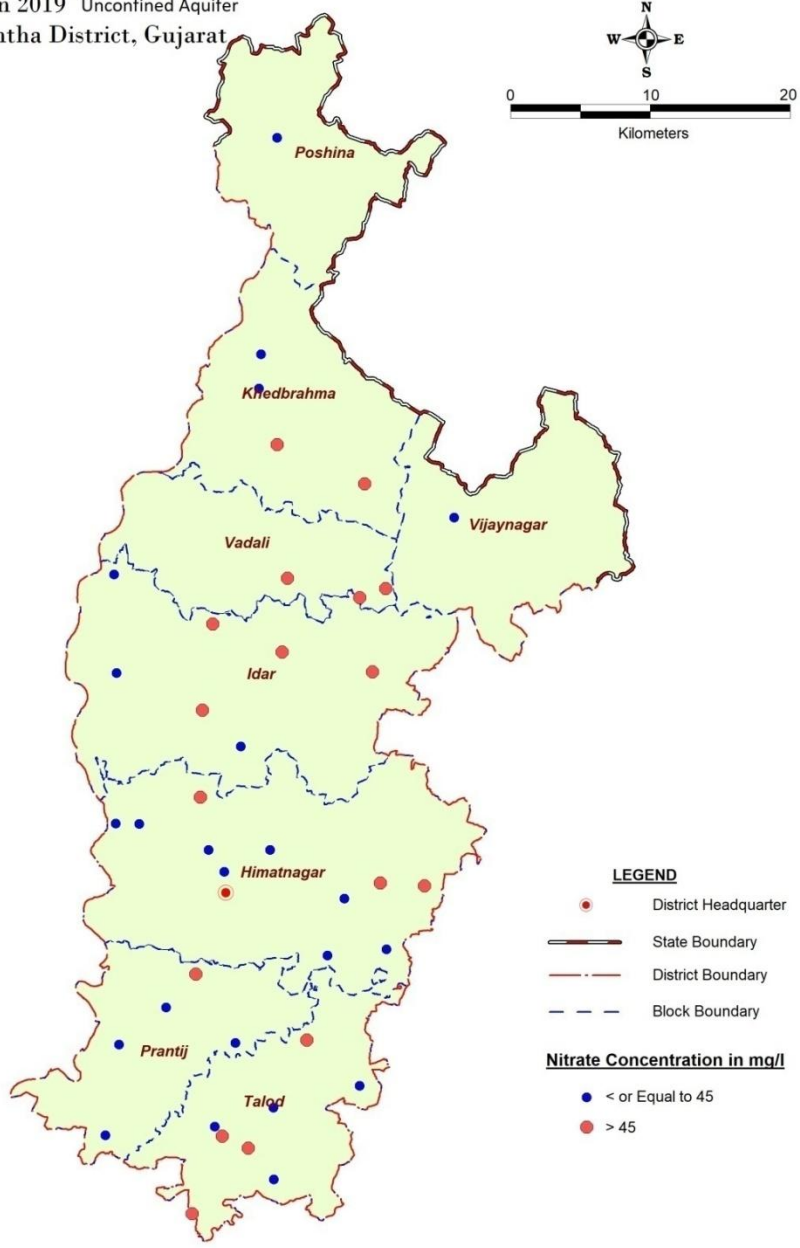 2019 Unconfined Aquifer
District, Gujarat
N
W E
S
0 10 20
Kilometers
Poshina
Khedbrahma
Vijaynagar
Vadali
Idar
Himatnagar
Prantij
Talod
LEGEND
District Headquarter
State Boundary
District Boundary
Block Boundary
Nitrate Concentration in mg/l
< or Equal to 45
> 45